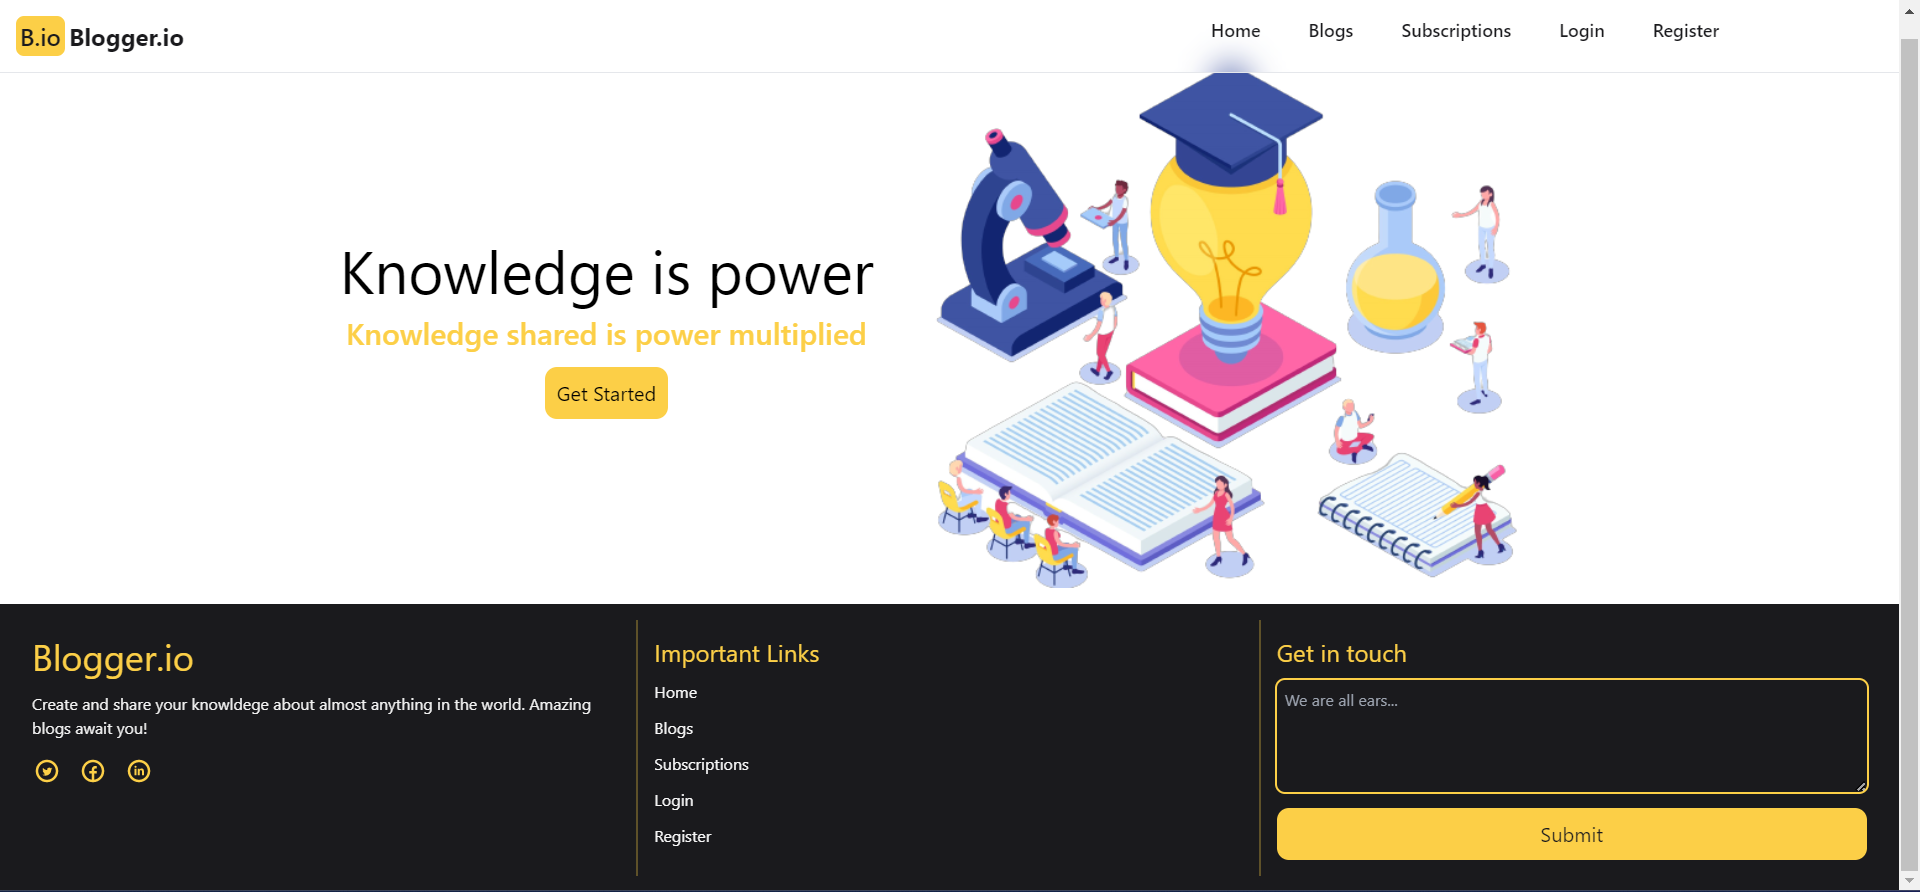 B.io Blogger.io
Home Blogs Subscriptions Login Register
Knowledge is power
Knowledge shared is power multiplied
Get Started
Blogger.io
Create and share your knowldege about almost anything in the world. Amazing
blogs await you!
Important Links
Home
Blogs
Subscriptions
Login
Register
Get in touch
We are all ears...
Submit